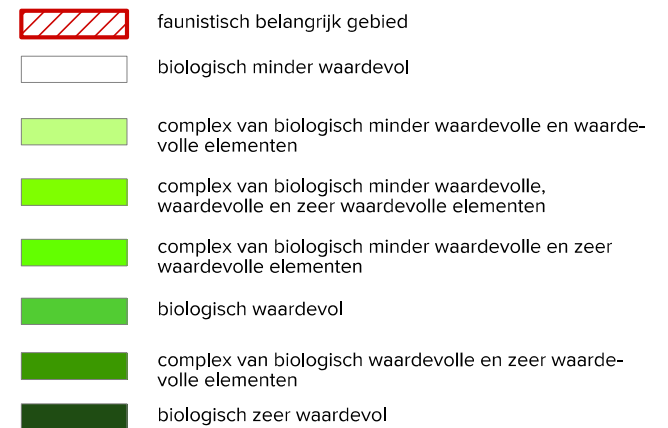 faunistisch belangrijk gebied
biologisch minder waardevol
complex van biologisch minder waardevolle en waarde-
volle elementen
complex van biologisch minder waardevolle,
waardevolle en zeer waardevolle elementen
complex van biologisch minder waardevolle en zeer
waardevolle elementen
biologisch waardevol
complex van biologisch waardevolle en zeer waarde-
volle elementen
biologisch zeer waardevol